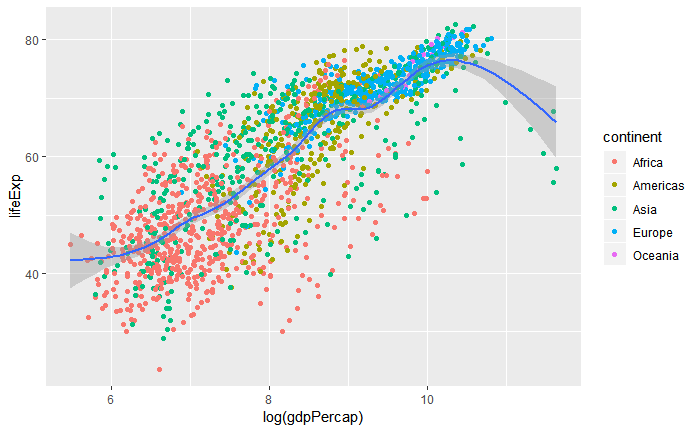 80
60
40
lifeExp
6
8
10
log(gdpPercap)
continent
Africa
Americas
Asia
Europe
Oceania